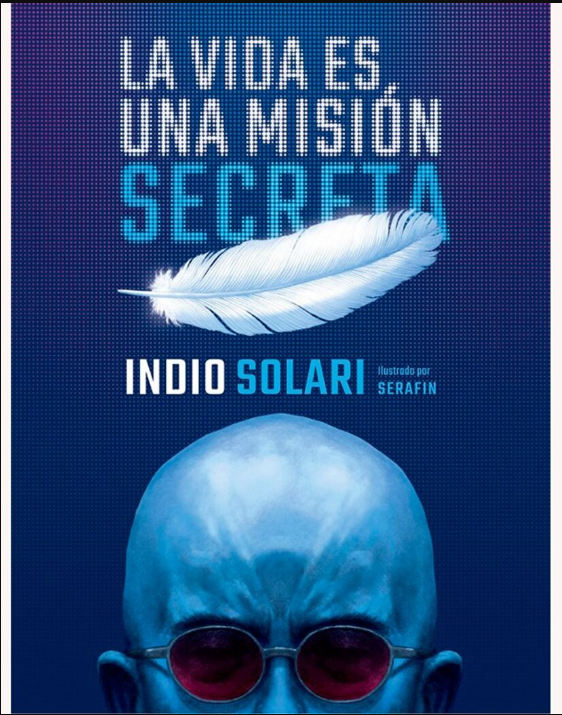 LA VIDA ES
UNA MISIÓN
SECRETA
INDIO SOLARI
Ilustrado por
SERAFIN